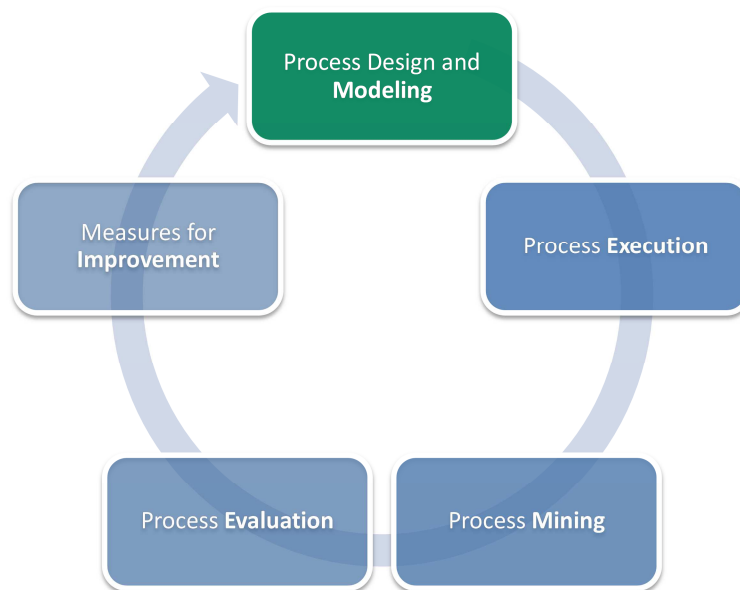 Process Design and
Modeling
Process Execution
Process Mining
Process Evaluation
Measures for
Improvement